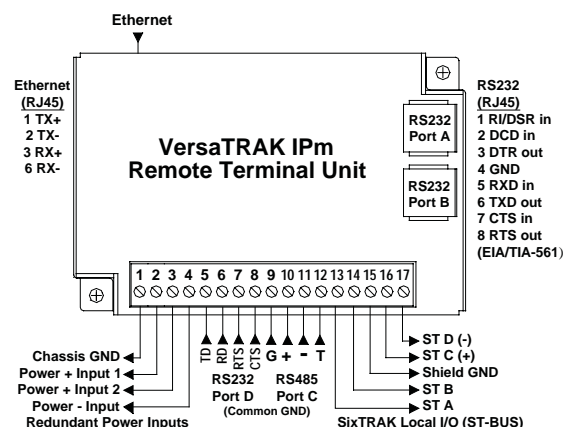 Ethernet
Ethernet
(RJ45)
1 TX+
2 TX-
3 RX+
6 RX-
VersaTRAK IPm
Remote Terminal Unit
RS232
Port A
RS232
Port B
RS232
(RJ45)
1 RI/DSR in
2 DCD in
3 DTR out
4 GND
5 RXD in
6 TXD out
7 CTS in
8 RTS out
(EIA/TIA-561)
1 2 3 4 5 6 7 8 9 10 11 12 13 14 15 16 17
TD RD RTS CTS G + - T
Chassis GND
Power + Input 1
Power + Input 2
Power - Input
Redundant Power Inputs
RS232
Port D
(Common GND)
RS485
Port C
ST D (-)
ST C (+)
Shield GND
ST B
ST A
SixTRAK Local I/O (ST-BUS)